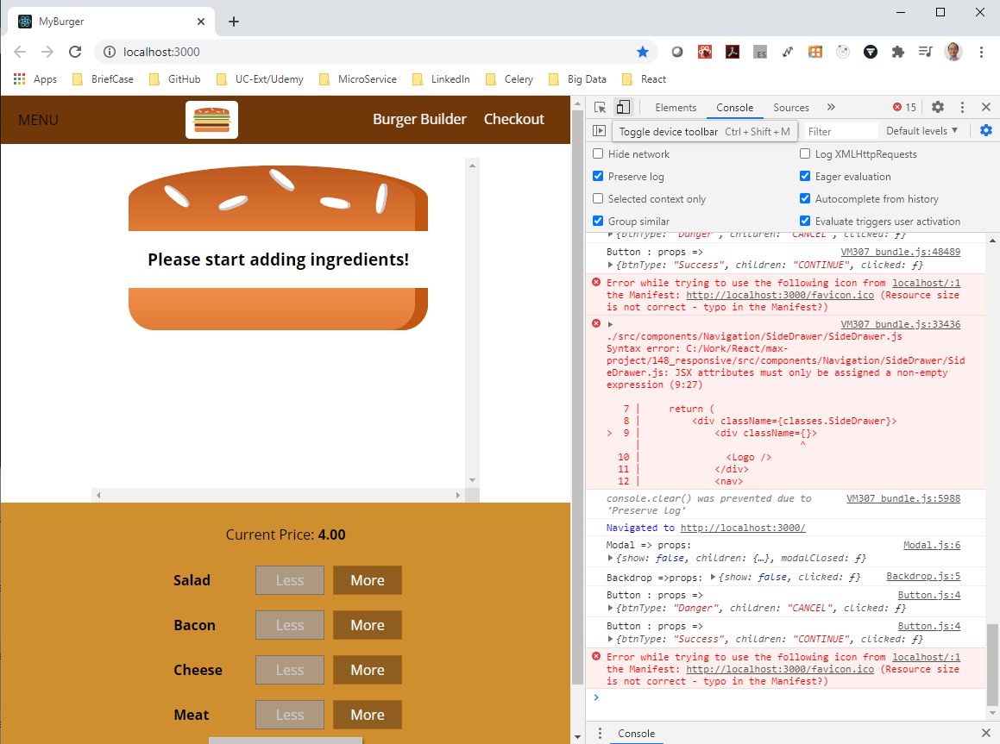 MyBurger
localhost:3000
Apps BriefCase GitHub UC-Ext/Udemy MicroService LinkedIn Celery Big Data React
MENU Burger Builder Checkout
Please start adding ingredients!
Current Price: 4.00
Salad Less More
Bacon Less More
Cheese Less More
Meat Less More
Elements Console Sources » 15
Toggle device toolbar Ctrl + Shift + M Filter Default levels ▼
Hide network Log XMLHttpRequests
Preserve log Eager evaluation
Selected context only Autocomplete from history
Group similar Evaluate triggers user activation
{btnType: "Danger", children: "CANCEL", clicked: ƒ}
Button : props => VM307 bundle.js:48489
{btnType: "Success", children: "CONTINUE", clicked: ƒ}
Error while trying to use the following icon from localhost/:1
the Manifest: http://localhost:3000/favicon.ico (Resource size
is not correct - typo in the Manifest?)
VM307 bundle.js:33436
./src/components/Navigation/SideDrawer/SideDrawer.js
Syntax error: C:/Work/React/max-
project/148_responsive/src/components/Navigation/SideDrawer/Sid
eDrawer.js: JSX attributes must only be assigned a non-empty
expression (9:27)
7 | return (
8 | <div className={classes.SideDrawer}>
> 9 | <div className={}>
| ^
10 | <Logo />
11 | </div>
12 | <nav>
console.clear() was prevented due to VM307 bundle.js:5988
'Preserve log'
Navigated to http://localhost:3000/
Modal => props: Modal.js:6
{show: false, children: {…}, modalClosed: ƒ}
Backdrop =>props: {show: false, clicked: ƒ} Backdrop.js:5
Button : props => Button.js:4
{btnType: "Danger", children: "CANCEL", clicked: ƒ}
Button : props => Button.js:4
{btnType: "Success", children: "CONTINUE", clicked: ƒ}
Error while trying to use the following icon from localhost/:1
the Manifest: http://localhost:3000/favicon.ico (Resource size
is not correct - typo in the Manifest?)
>
Console